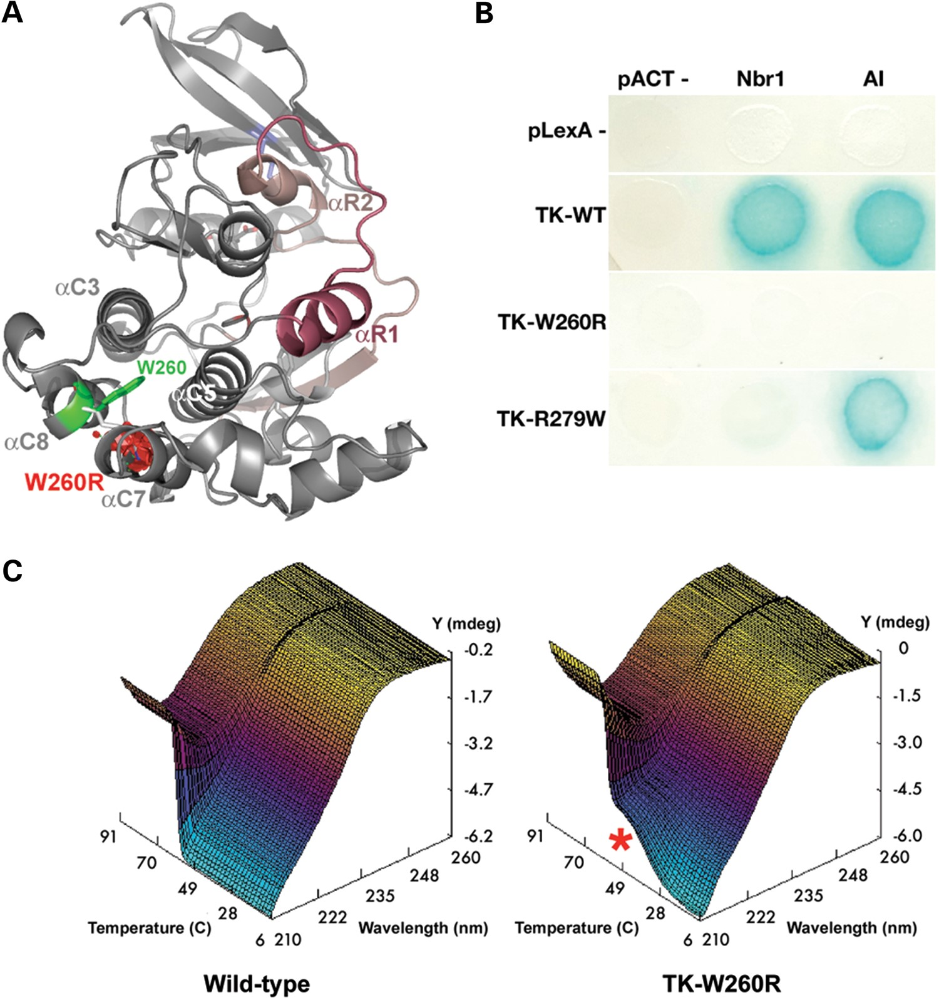 A
αR2
αC3
αR1
W260
αC5
αC8
W260R
αC7
B
pACT - Nbr1 AI
pLexA -
TK-WT
TK-W260R
TK-R279W
C
Y (mdeg)
-0.2
-1.7
-3.2
-4.7
-6.2
91
70
49
28
6
210
222
235
248
260
Temperature (C)
Wavelength (nm)
Wild-type
Y (mdeg)
0
-1.5
-3.0
-4.5
-6.0
*
91
70
49
28
6
210
222
235
248
260
Temperature (C)
Wavelength (nm)
TK-W260R